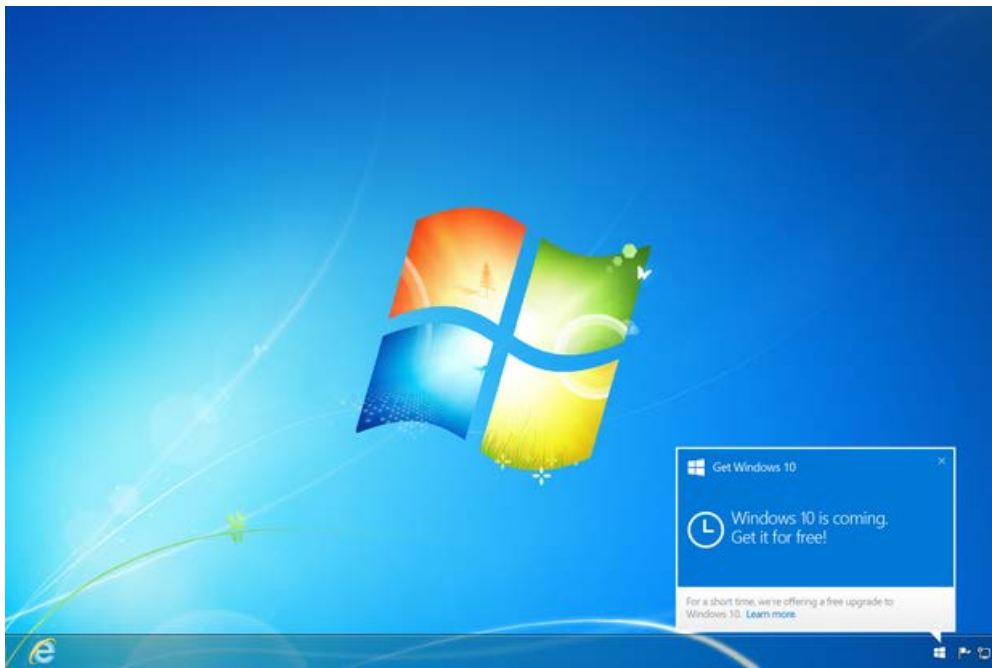 Get Windows 10
Windows 10 is coming.
Get it for free!
For a short time, we're offering a free upgrade to
Windows 10. Learn more.